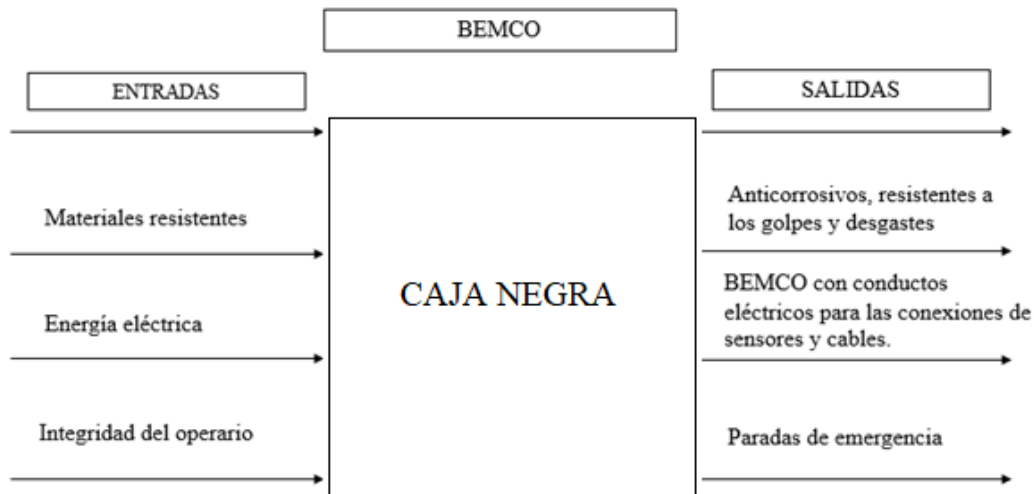 BEMCO
ENTRADAS
SALIDAS
Materiales resistentes
Anticorrosivos, resistentes a
los golpes y desgastes
CAJA NEGRA
Energía eléctrica
BEMCO con conductos
eléctricos para las conexiones de
sensores y cables.
Integridad del operario
Paradas de emergencia